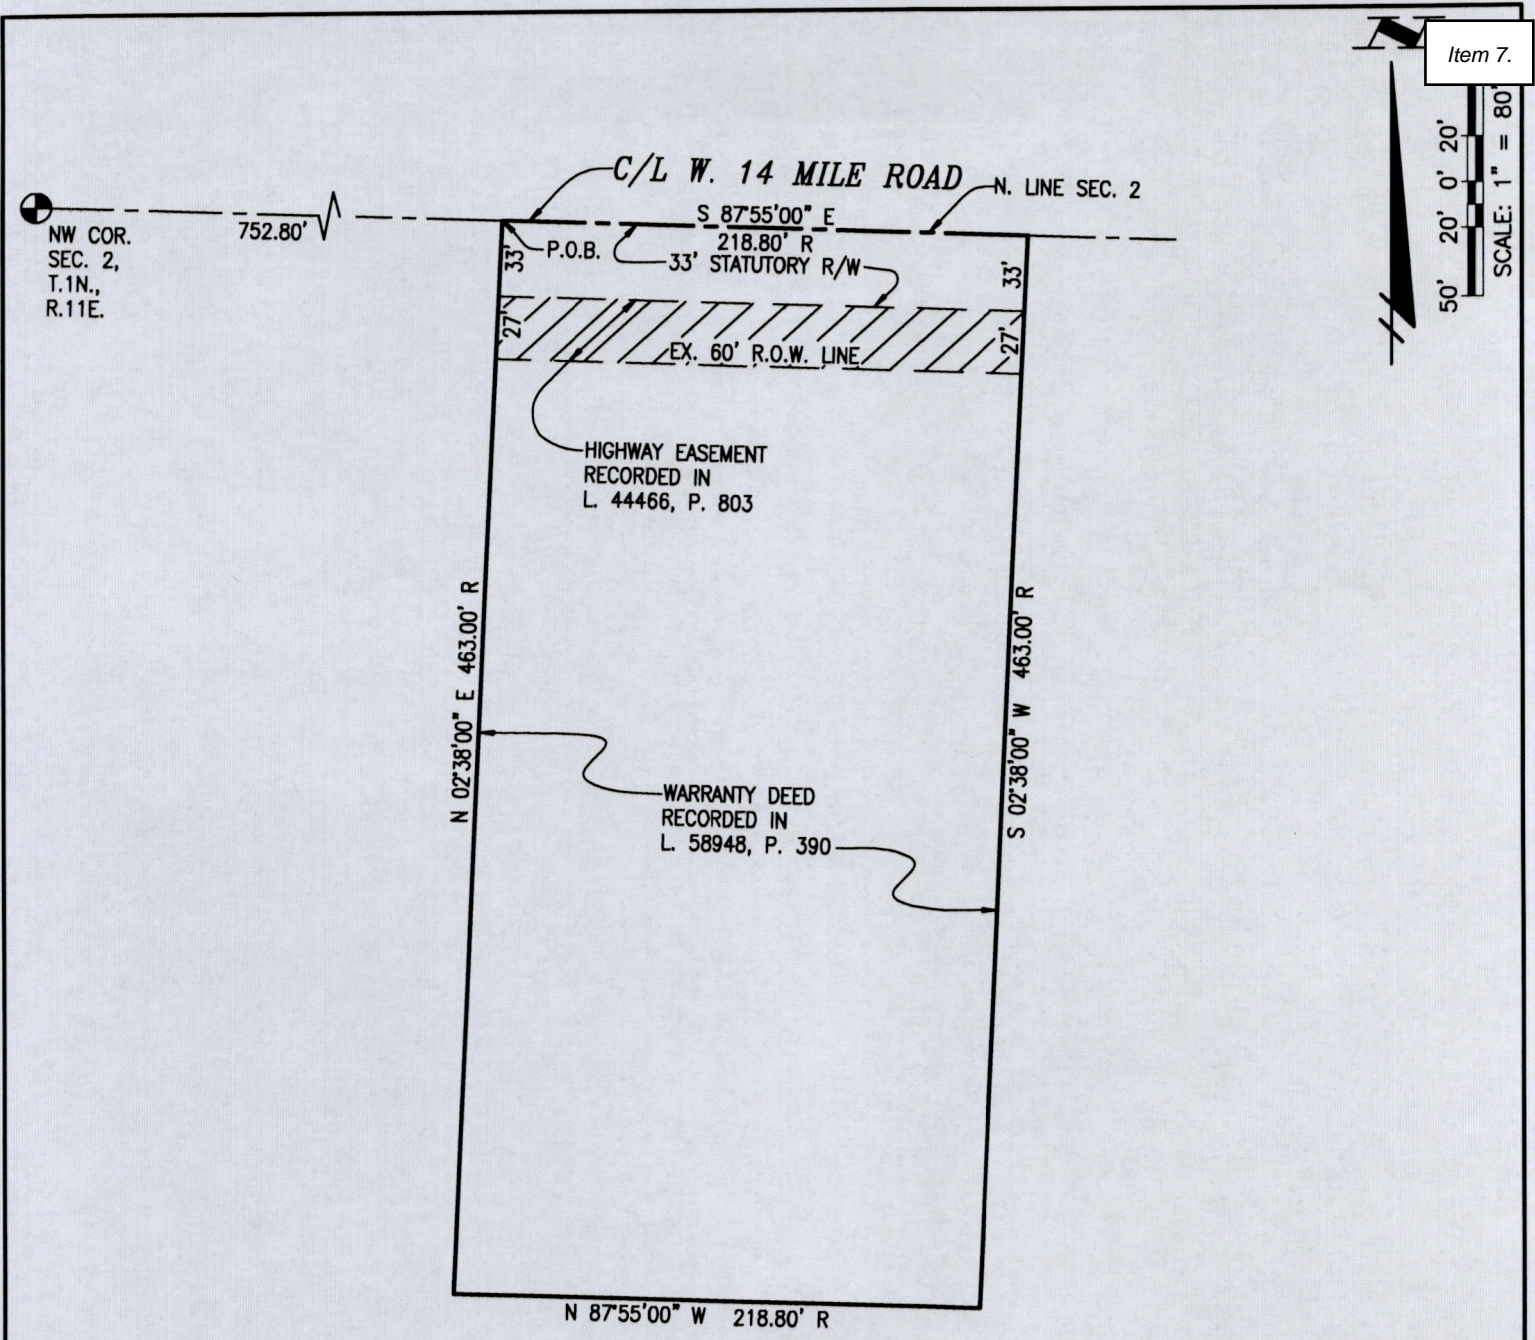 Item 7.
N
20'
0'
20'
50'
SCALE: 1" = 80'
C/L W. 14 MILE ROAD
N. LINE SEC. 2
S 87°55'00" E
218.80' R
752.80'
NW COR.
SEC. 2,
T.1N.,
R.11E.
P.O.B.
33' STATUTORY R/W
33'
33'
27'
27'
EX. 60' R.O.W. LINE
HIGHWAY EASEMENT
RECORDED IN
L. 44466, P. 803
N 02°38'00" E 463.00' R
S 02°38'00" W 463.00' R
WARRANTY DEED
RECORDED IN
L. 58948, P. 390
N 87°55'00" W 218.80' R